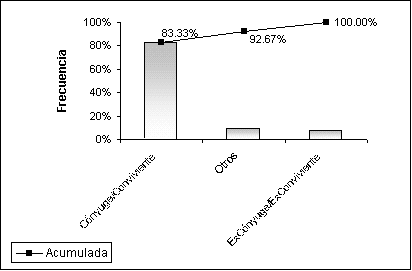 100%
80%
60%
40%
20%
0%
Frecuencia
83.33%
92.67%
100.00%
Cónyuge/Conviviente
Otros
ExCónyuge/ExConviviente
Acumulada